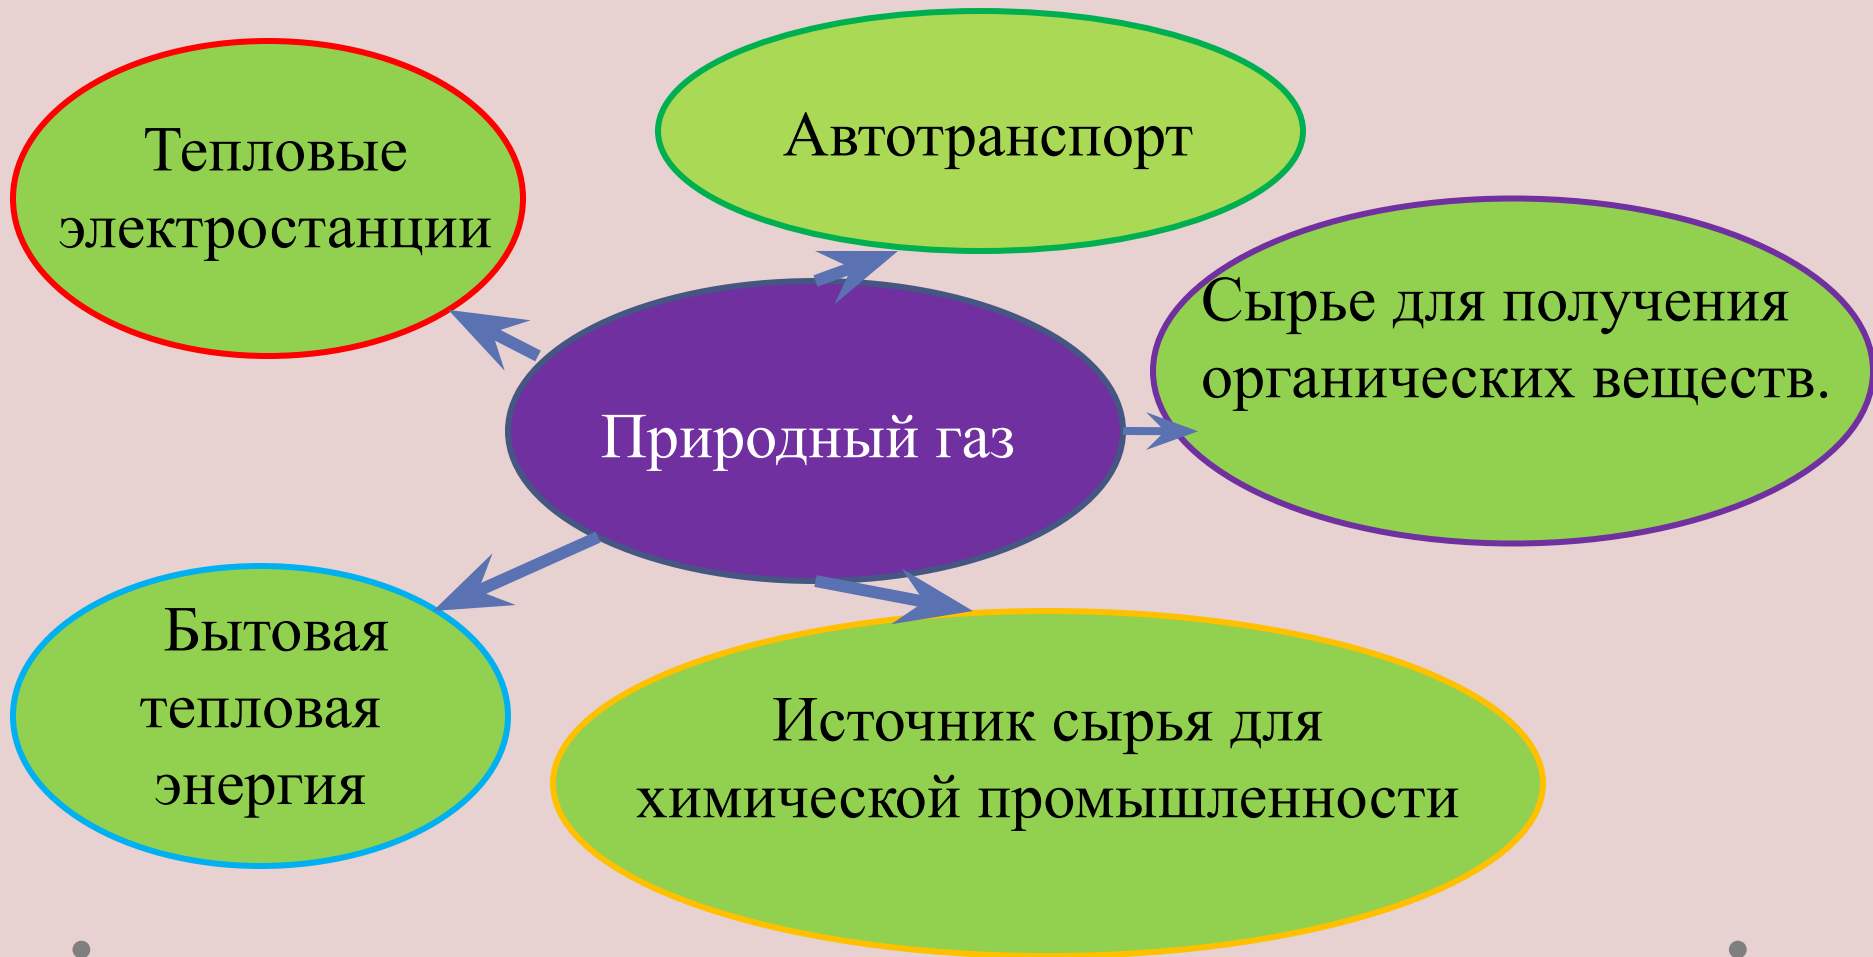 Тепловые
электростанции
Автотранспорт
Сырье для получения
органических веществ.
Природный газ
Бытовая
тепловая
энергия
Источник сырья для
химической промышленности